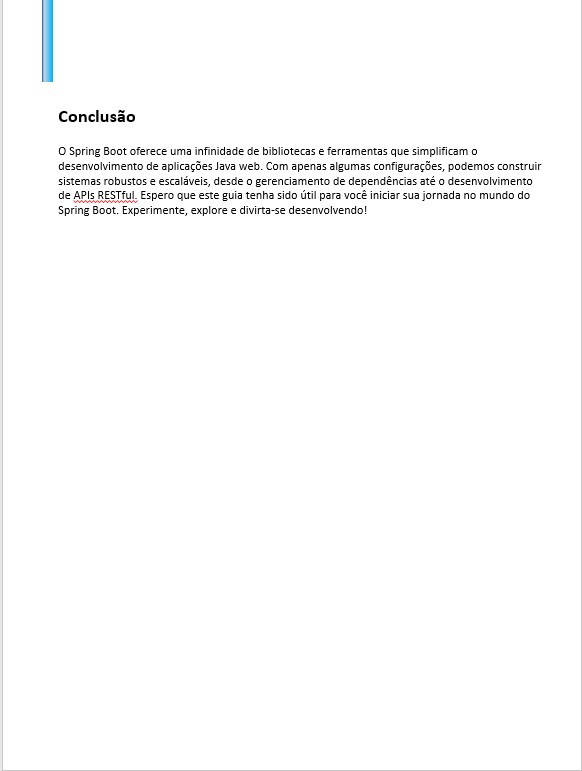 Conclusão
O Spring Boot oferece uma infinidade de bibliotecas e ferramentas que simplificam o
desenvolvimento de aplicações Java web. Com apenas algumas configurações, podemos construir
sistemas robustos e escaláveis, desde o gerenciamento de dependências até o desenvolvimento
de APIs RESTful. Espero que este guia tenha sido útil para você iniciar sua jornada no mundo do
Spring Boot. Experimente, explore e divirta-se desenvolvendo!